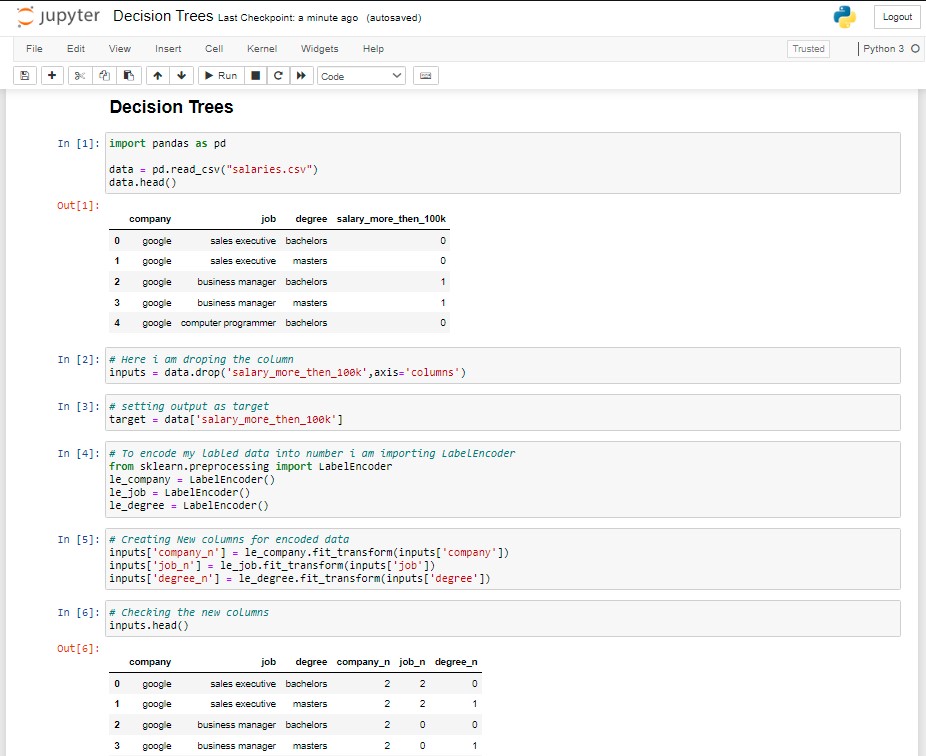 jupyter Decision Trees Last Checkpoint: a minute ago (autosaved) Logout
File Edit View Insert Cell Kernel Widgets Help Trusted Python 3
Run Code
Decision Trees
In [1]: import pandas as pd
data = pd.read_csv("salaries.csv")
data.head()
Out[1]:
company job degree salary_more_then_100k
0 google sales executive bachelors 0
1 google sales executive masters 0
2 google business manager bachelors 1
3 google business manager masters 1
4 google computer programmer bachelors 0
In [2]: # Here i am droping the column
inputs = data.drop('salary_more_then_100k',axis='columns')
In [3]: # setting output as target
target = data['salary_more_then_100k']
In [4]: # To encode my labled data into number i am importing LabelEncoder
from sklearn.preprocessing import LabelEncoder
le_company = LabelEncoder()
le_job = LabelEncoder()
le_degree = LabelEncoder()
In [5]: # Creating New columns for encoded data
inputs['company_n'] = le_company.fit_transform(inputs['company'])
inputs['job_n'] = le_job.fit_transform(inputs['job'])
inputs['degree_n'] = le_degree.fit_transform(inputs['degree'])
In [6]: # Checking the new columns
inputs.head()
Out[6]:
company job degree company_n job_n degree_n
0 google sales executive bachelors 2 2 0
1 google sales executive masters 2 2 1
2 google business manager bachelors 2 0 0
3 google business manager masters 2 0 1